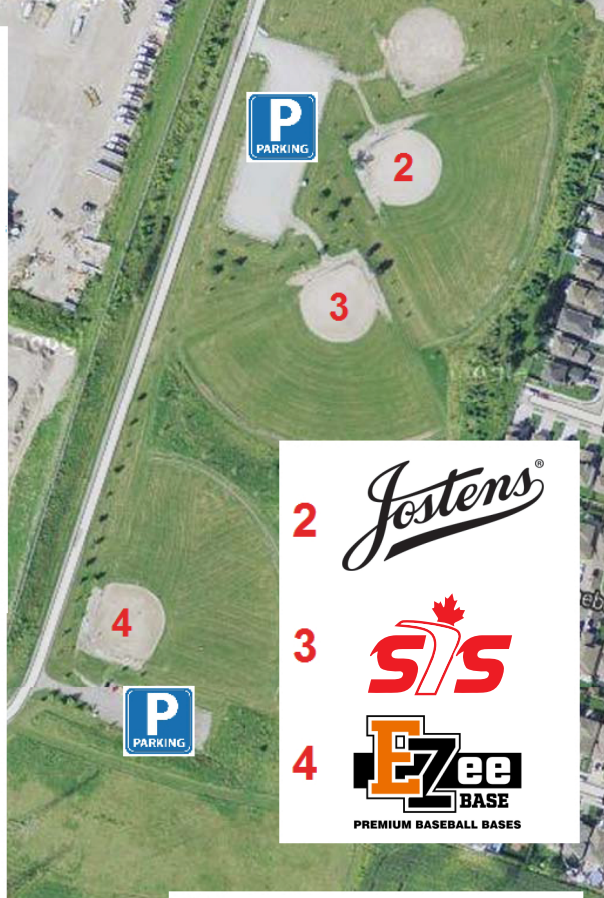 P
PARKING
2
3
2 Jostens®
4
3 SIS
P
PARKING
4 EZee
BASE
PREMIUM BASEBALL BASES